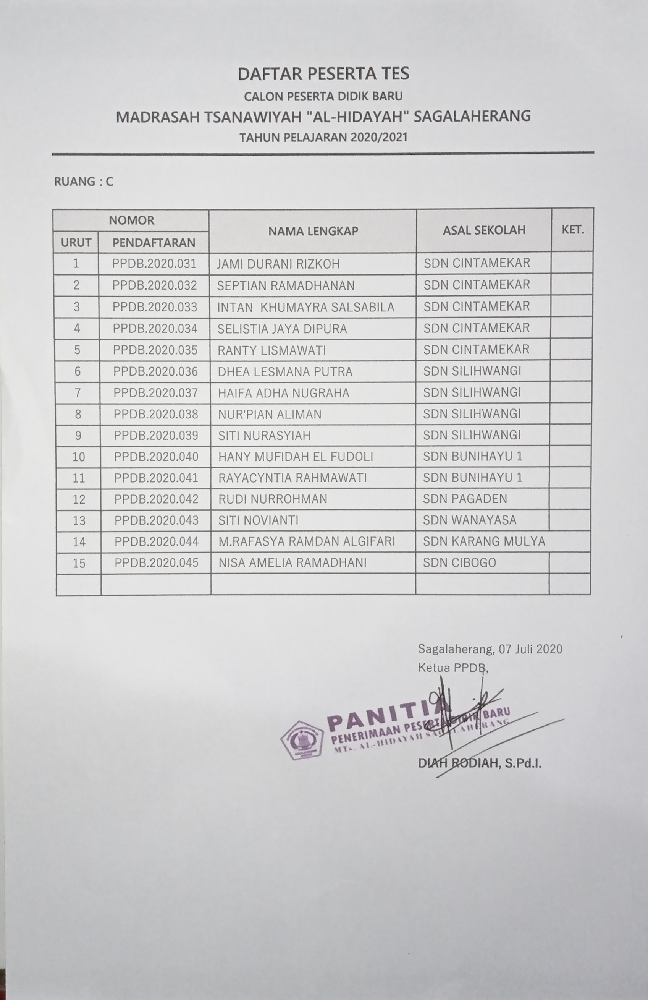 DAFTAR PESERTA TES
CALON PESERTA DIDIK BARU
MADRASAH TSANAWIYAH "AL-HIDAYAH" SAGALAHERANG
TAHUN PELAJARAN 2020/2021
RUANG : C
NOMOR NAMA LENGKAP ASAL SEKOLAH KET.
URUT PENDAFTARAN
1 PPDB.2020.031 JAMI DURANI RIZKOH SDN CINTAMEKAR
2 PPDB.2020.032 SEPTIAN RAMADHANAN SDN CINTAMEKAR
3 PPDB.2020.033 INTAN  KHUMAYRA SALSABILA SDN CINTAMEKAR
4 PPDB.2020.034 SELISTIA JAYA DIPURA SDN CINTAMEKAR
5 PPDB.2020.035 RANTY LISMAWATI SDN CINTAMEKAR
6 PPDB.2020.036 DHEA LESMANA PUTRA SDN SILIHWANGI
7 PPDB.2020.037 HAIFA ADHA NUGRAHA SDN SILIHWANGI
8 PPDB.2020.038 NUR'PIAN ALIMAN SDN SILIHWANGI
9 PPDB.2020.039 SITI NURASYIAH SDN SILIHWANGI
10 PPDB.2020.040 HANY MUFIDAH EL FUDOLI SDN BUNIHAYU 1
11 PPDB.2020.041 RAYACYNTIA RAHMAWATI SDN BUNIHAYU 1
12 PPDB.2020.042 RUDI NURROHMAN SDN PAGADEN
13 PPDB.2020.043 SITI NOVIANTI SDN WANAYASA
14 PPDB.2020.044 M.RAFASYA RAMDAN ALGIFARI SDN KARANG MULYA
15 PPDB.2020.045 NISA AMELIA RAMADHANI SDN CIBOGO
Sagalaherang, 07 Juli 2020
Ketua PPDB,
PANITIA
PENERIMAAN PESERTA DIDIK BARU
MTs. AL-HIDAYAH SAGALAHERANG
DIAH RODIAH, S.Pd.I.